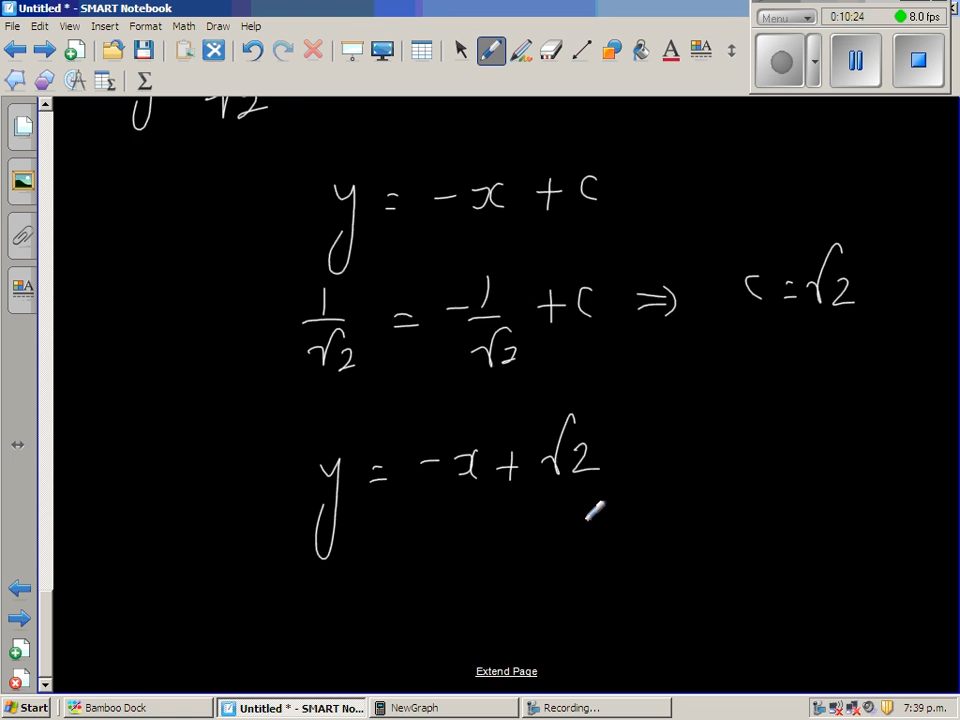 Untitled * - SMART Notebook
File Edit View Insert Format Math Draw Help
Menu 0:10:24 8.0 fps
y √2
y = -x + c
1/√2 = -1/√2 + c ⇒ c = √2
y = -x + √2
Extend Page
Start Bamboo Dock Untitled * - SMART No... NewGraph Recording... 7:39 p.m.